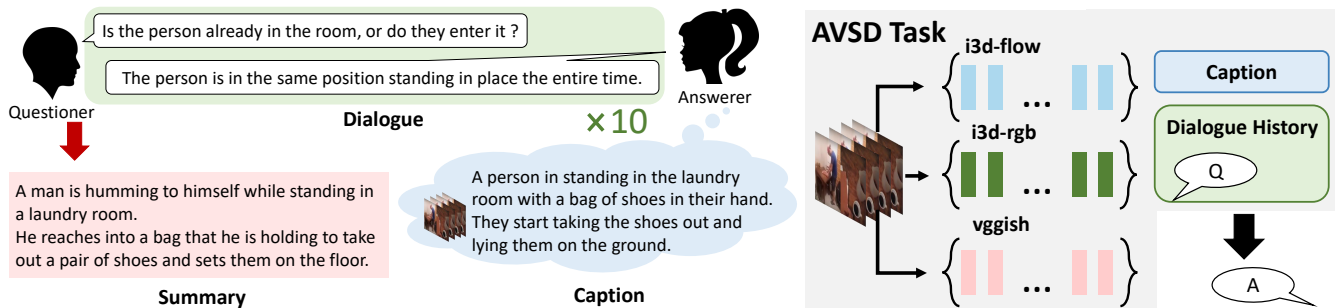 Is the person already in the room, or do they enter it ?
The person is in the same position standing in place the entire time.
Questioner
Dialogue
×10
Answerer
A man is humming to himself while standing in
a laundry room.
He reaches into a bag that he is holding to take
out a pair of shoes and sets them on the floor.
Summary
A person in standing in the laundry
room with a bag of shoes in their hand.
They start taking the shoes out and
lying them on the ground.
Caption
AVSD Task
i3d-flow
{ ... }
i3d-rgb
{ ... }
vggish
{ ... }
Caption
Dialogue History
Q
A